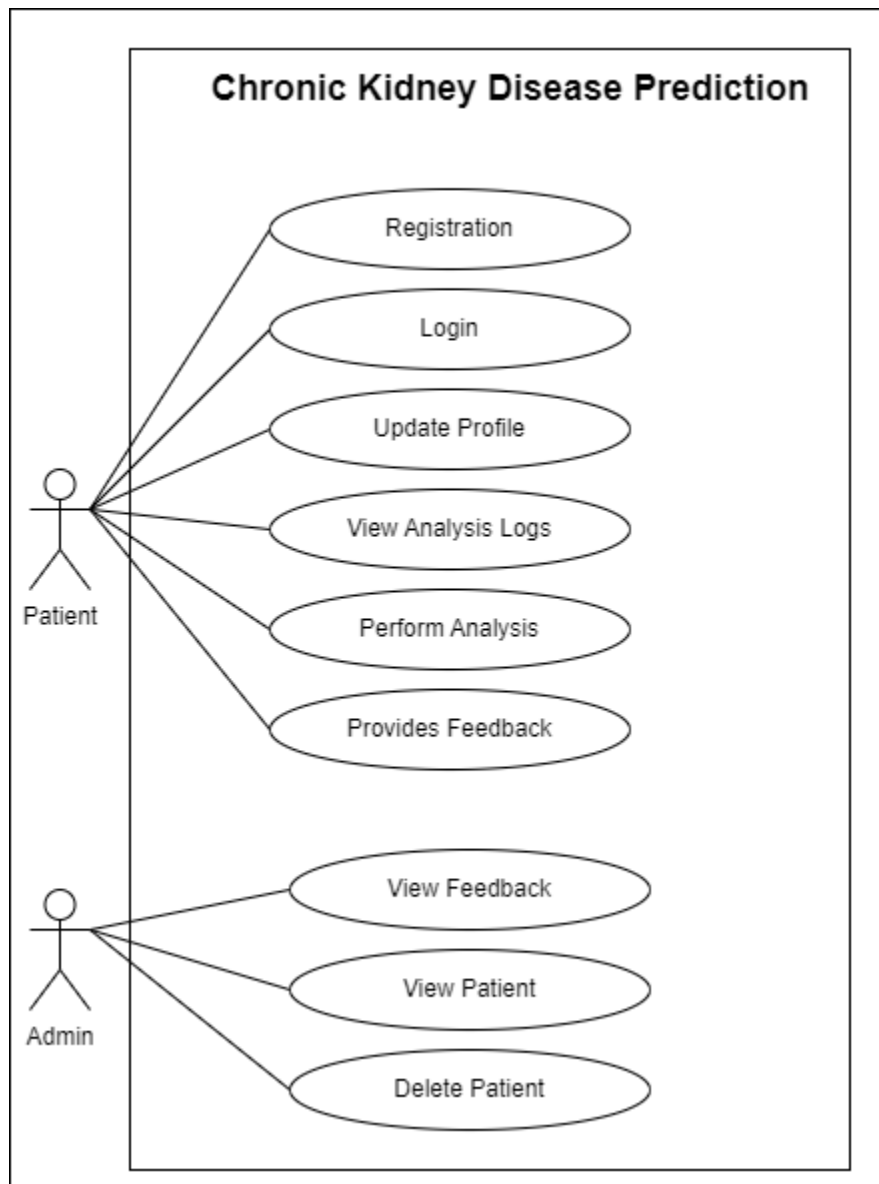 Chronic Kidney Disease Prediction
Registration
Login
Update Profile
View Analysis Logs
Perform Analysis
Provides Feedback
Patient
View Feedback
View Patient
Delete Patient
Admin